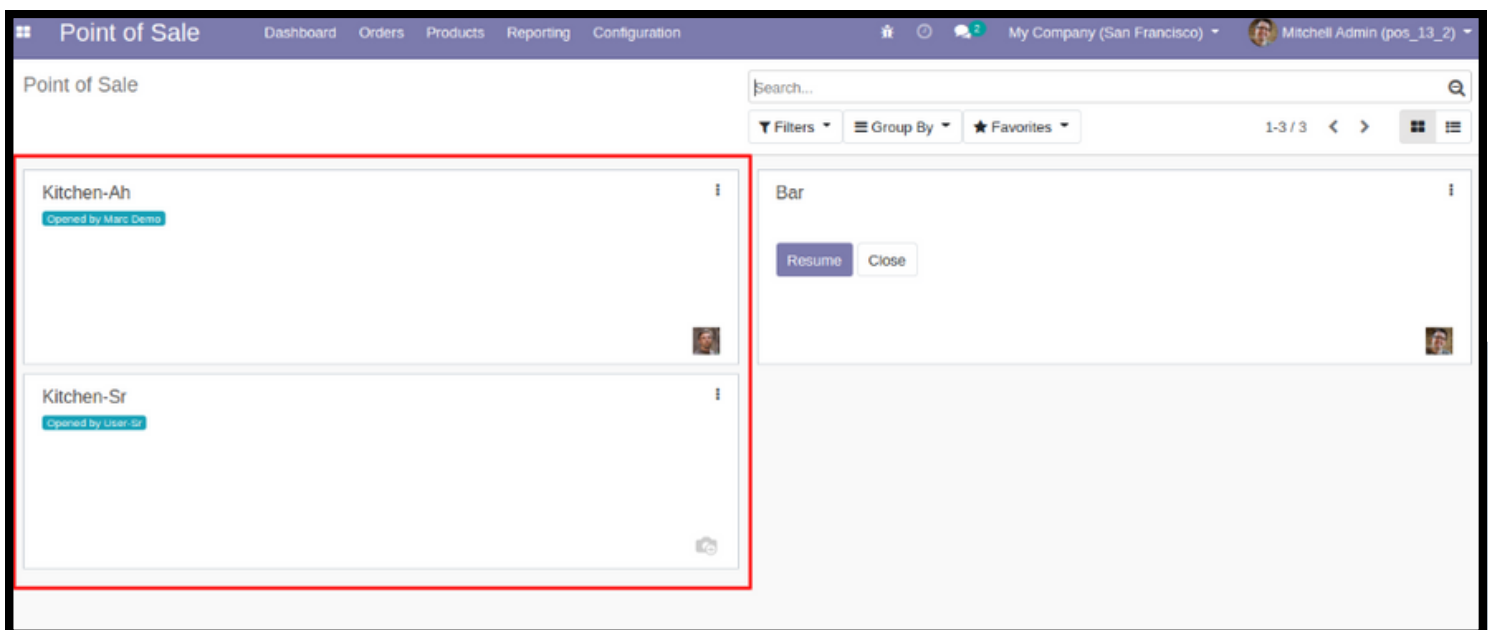 Point of Sale Dashboard Orders Products Reporting Configuration 2 My Company (San Francisco) Mitchell Admin (pos_13_2)
Point of Sale
Search...
Filters Group By Favorites 1-3 / 3
Kitchen-Ah
Opened by Marc Demo
Bar
Resume Close
Kitchen-Sr
Opened by User-Sr